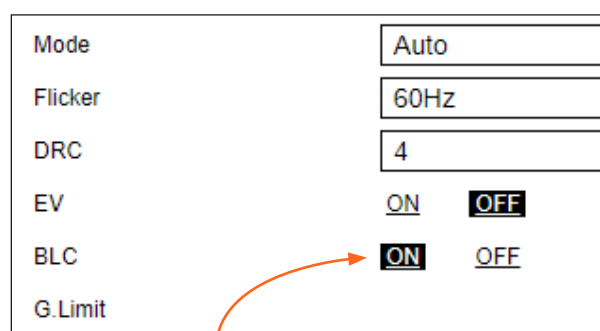 Mode Auto
Flicker 60Hz
DRC 4
EV ON OFF
BLC ON OFF
G.Limit